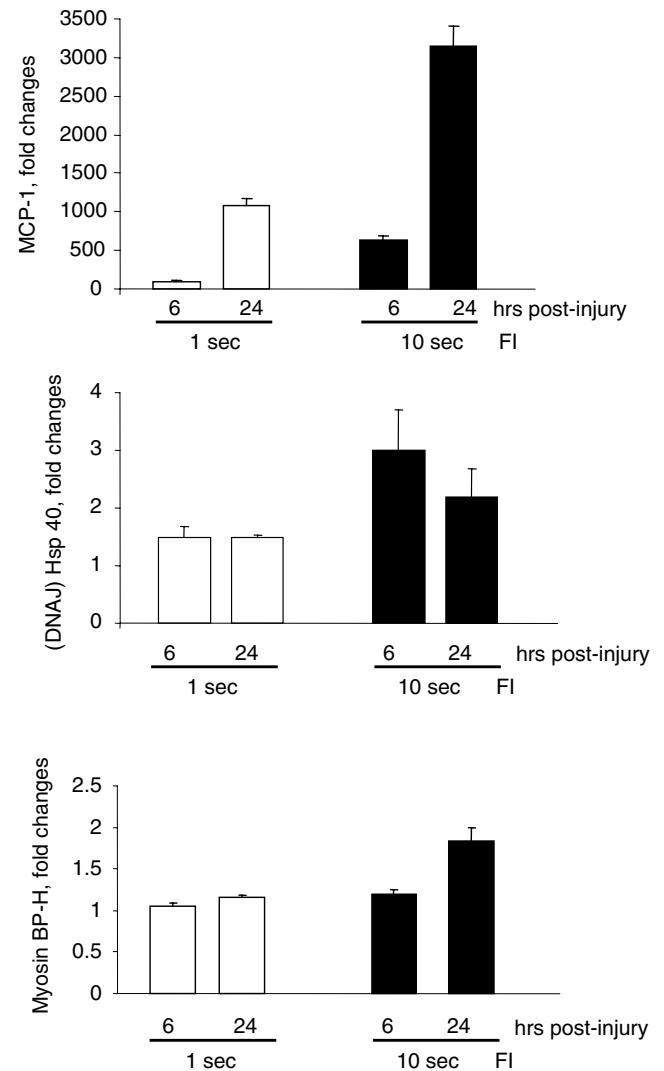 MCP-1, fold changes
3500
3000
2500
2000
1500
1000
500
0
6 24 6 24 hrs post-injury
1 sec 10 sec FI
(DNAJ) Hsp 40, fold changes
4
3
2
1
0
6 24 6 24 hrs post-injury
1 sec 10 sec FI
Myosin BP-H, fold changes
2.5
2
1.5
1
0.5
0
6 24 6 24 hrs post-injury
1 sec 10 sec FI